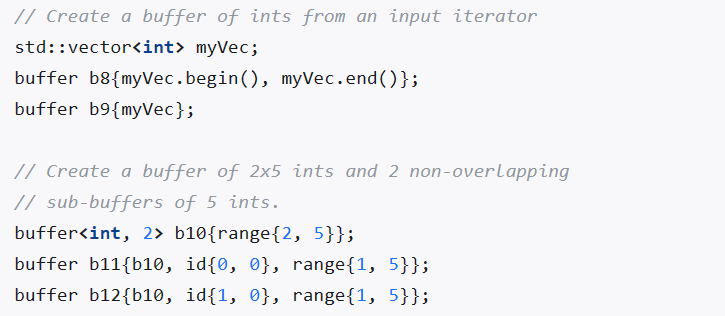 // Create a buffer of ints from an input iterator
std::vector<int> myVec;
buffer b8{myVec.begin(), myVec.end()};
buffer b9{myVec};
// Create a buffer of 2x5 ints and 2 non-overlapping
// sub-buffers of 5 ints.
buffer<int, 2> b10{range{2, 5}};
buffer b11{b10, id{0, 0}, range{1, 5}};
buffer b12{b10, id{1, 0}, range{1, 5}};